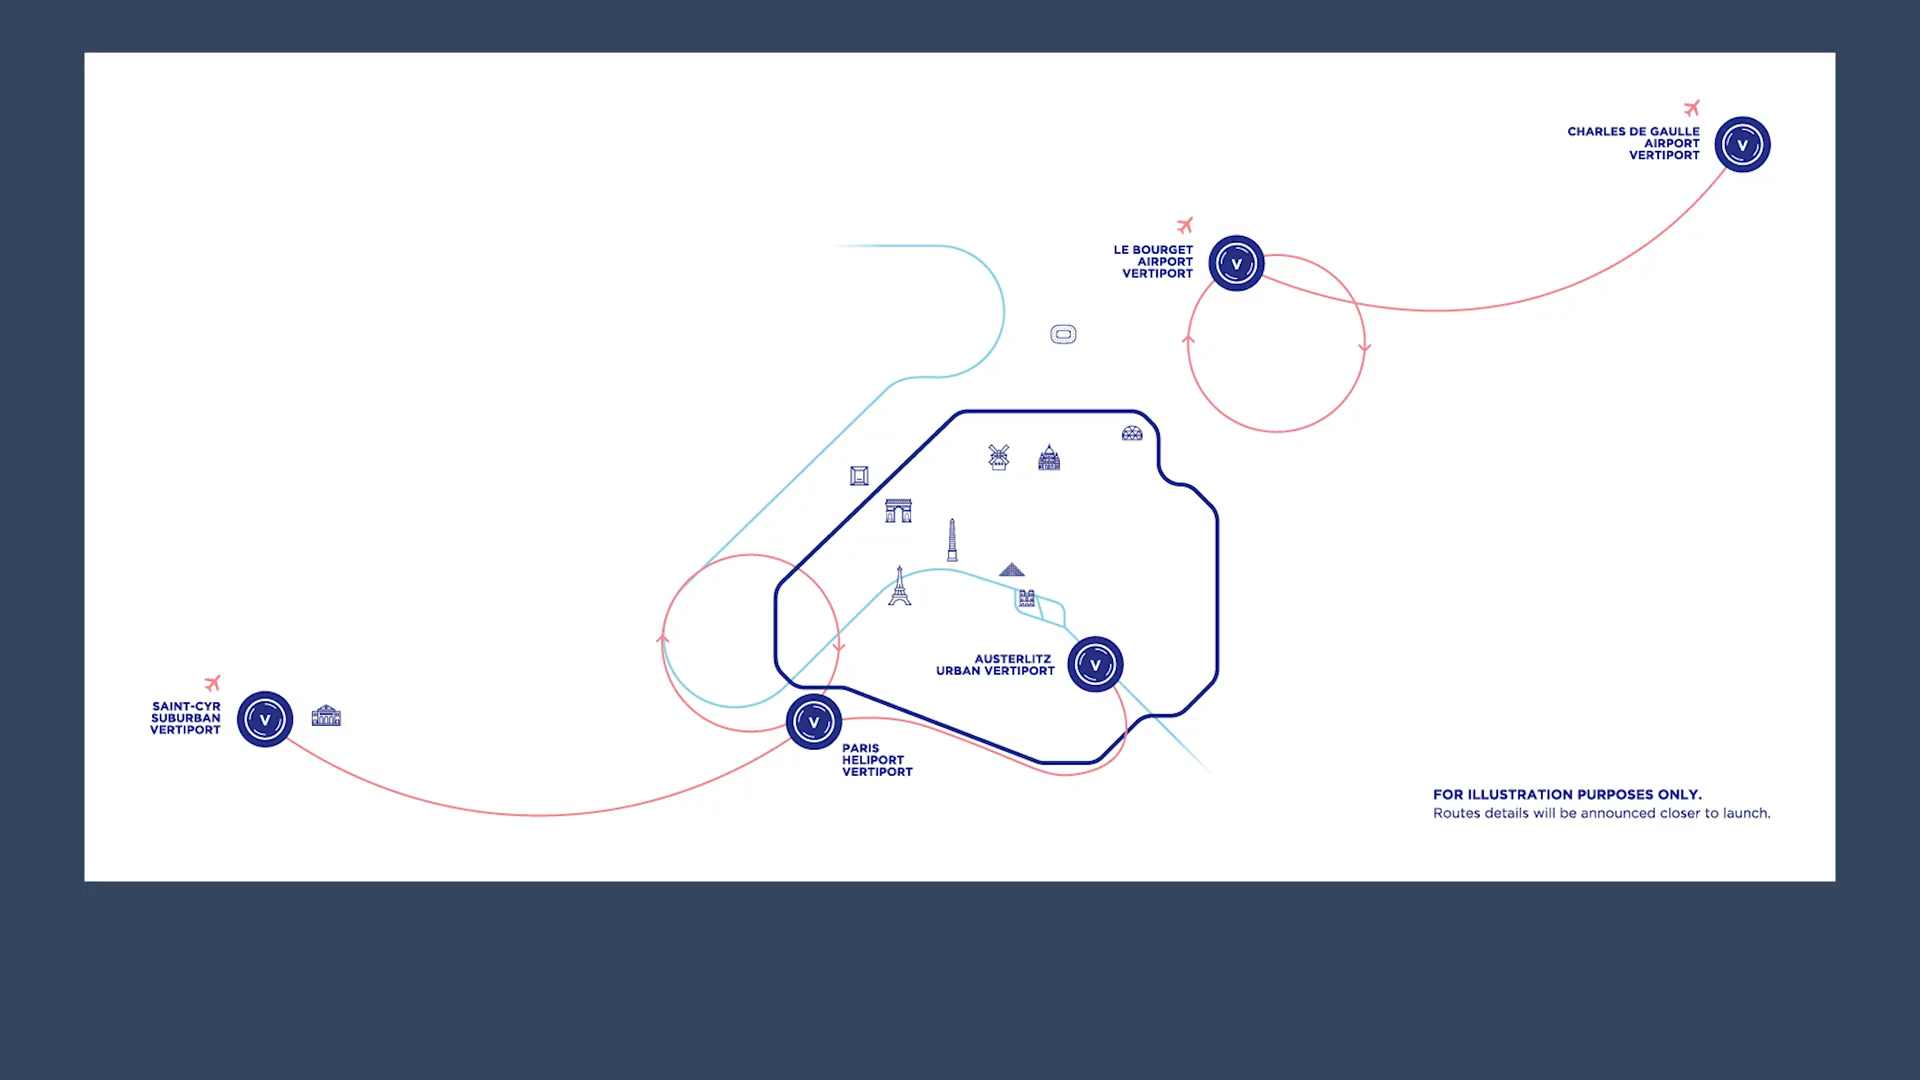 CHARLES DE GAULLE
AIRPORT
VERTIPORT
V
LE BOURGET
AIRPORT
VERTIPORT
V
AUSTERLITZ
URBAN VERTIPORT
V
SAINT-CYR
SUBURBAN
VERTIPORT
V
V
PARIS
HELIPORT
VERTIPORT
FOR ILLUSTRATION PURPOSES ONLY.
Routes details will be announced closer to launch.